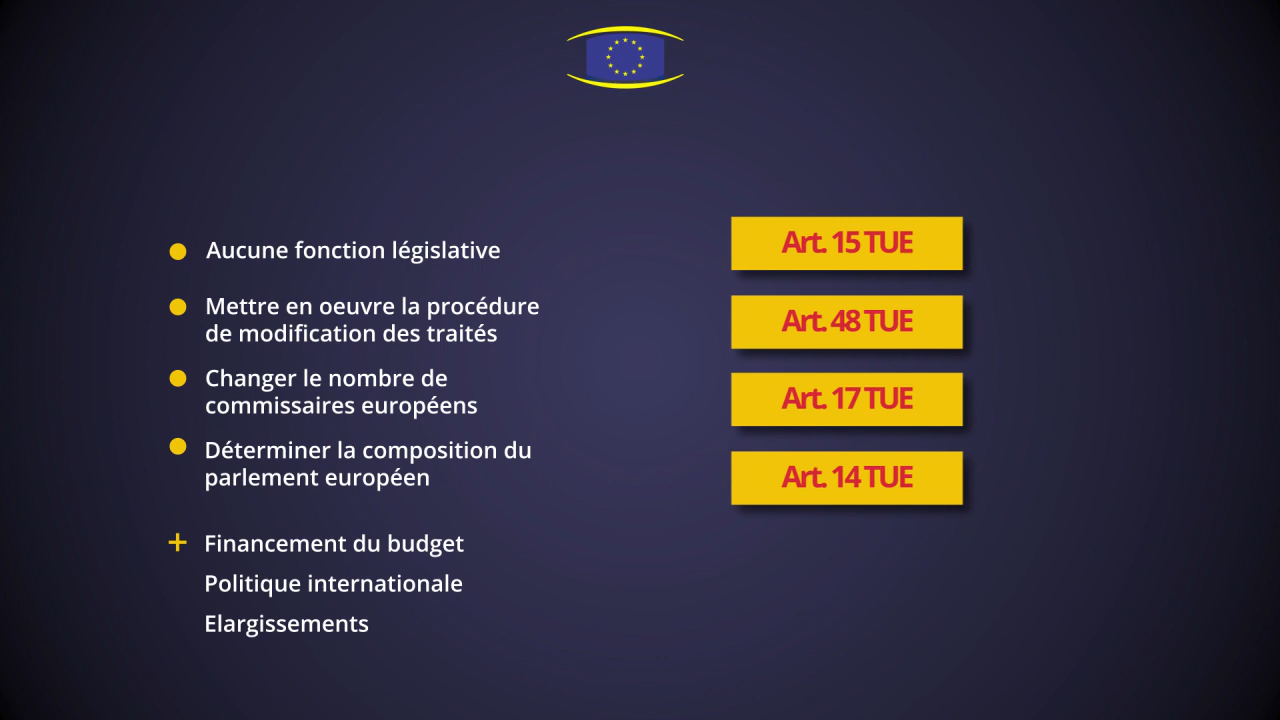 Aucune fonction législative
Art. 15 TUE
Mettre en oeuvre la procédure
de modification des traités
Art. 48 TUE
Changer le nombre de
commissaires européens
Art. 17 TUE
Déterminer la composition du
parlement européen
Art. 14 TUE
+ Financement du budget
Politique internationale
Elargissements